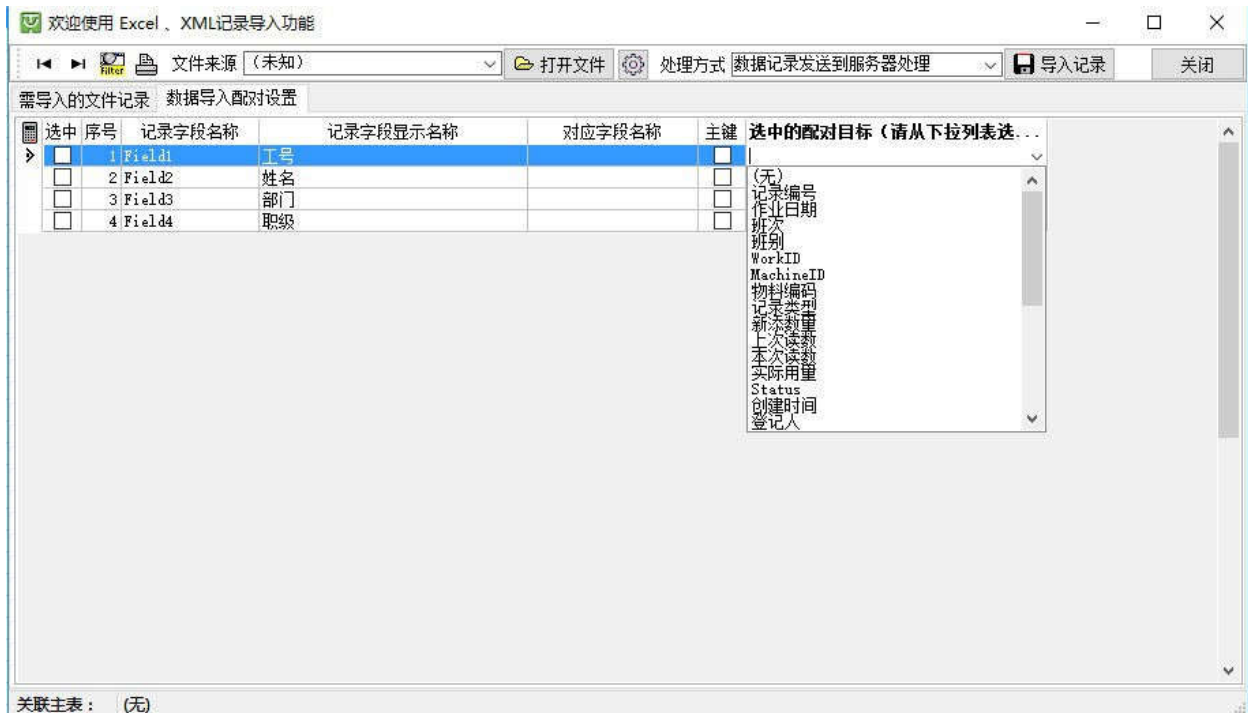 欢迎使用 Excel 、XML记录导入功能
Filter 文件来源 (未知) 打开文件 处理方式 数据记录发送到服务器处理 导入记录 关闭
需导入的文件记录 数据导入配对设置
选中 序号 记录字段名称 记录字段显示名称 对应字段名称 主键 选中的配对目标（请从下拉列表选...
1 Field1 工号
2 Field2 姓名
3 Field3 部门
4 Field4 职级
(无)
记录编号
作业日期
班次
班别
WorkID
MachineID
物料编码
记录类型
新添数量
上次读数
本次读数
实际用量
Status
创建时间
登记人
关联主表： (无)